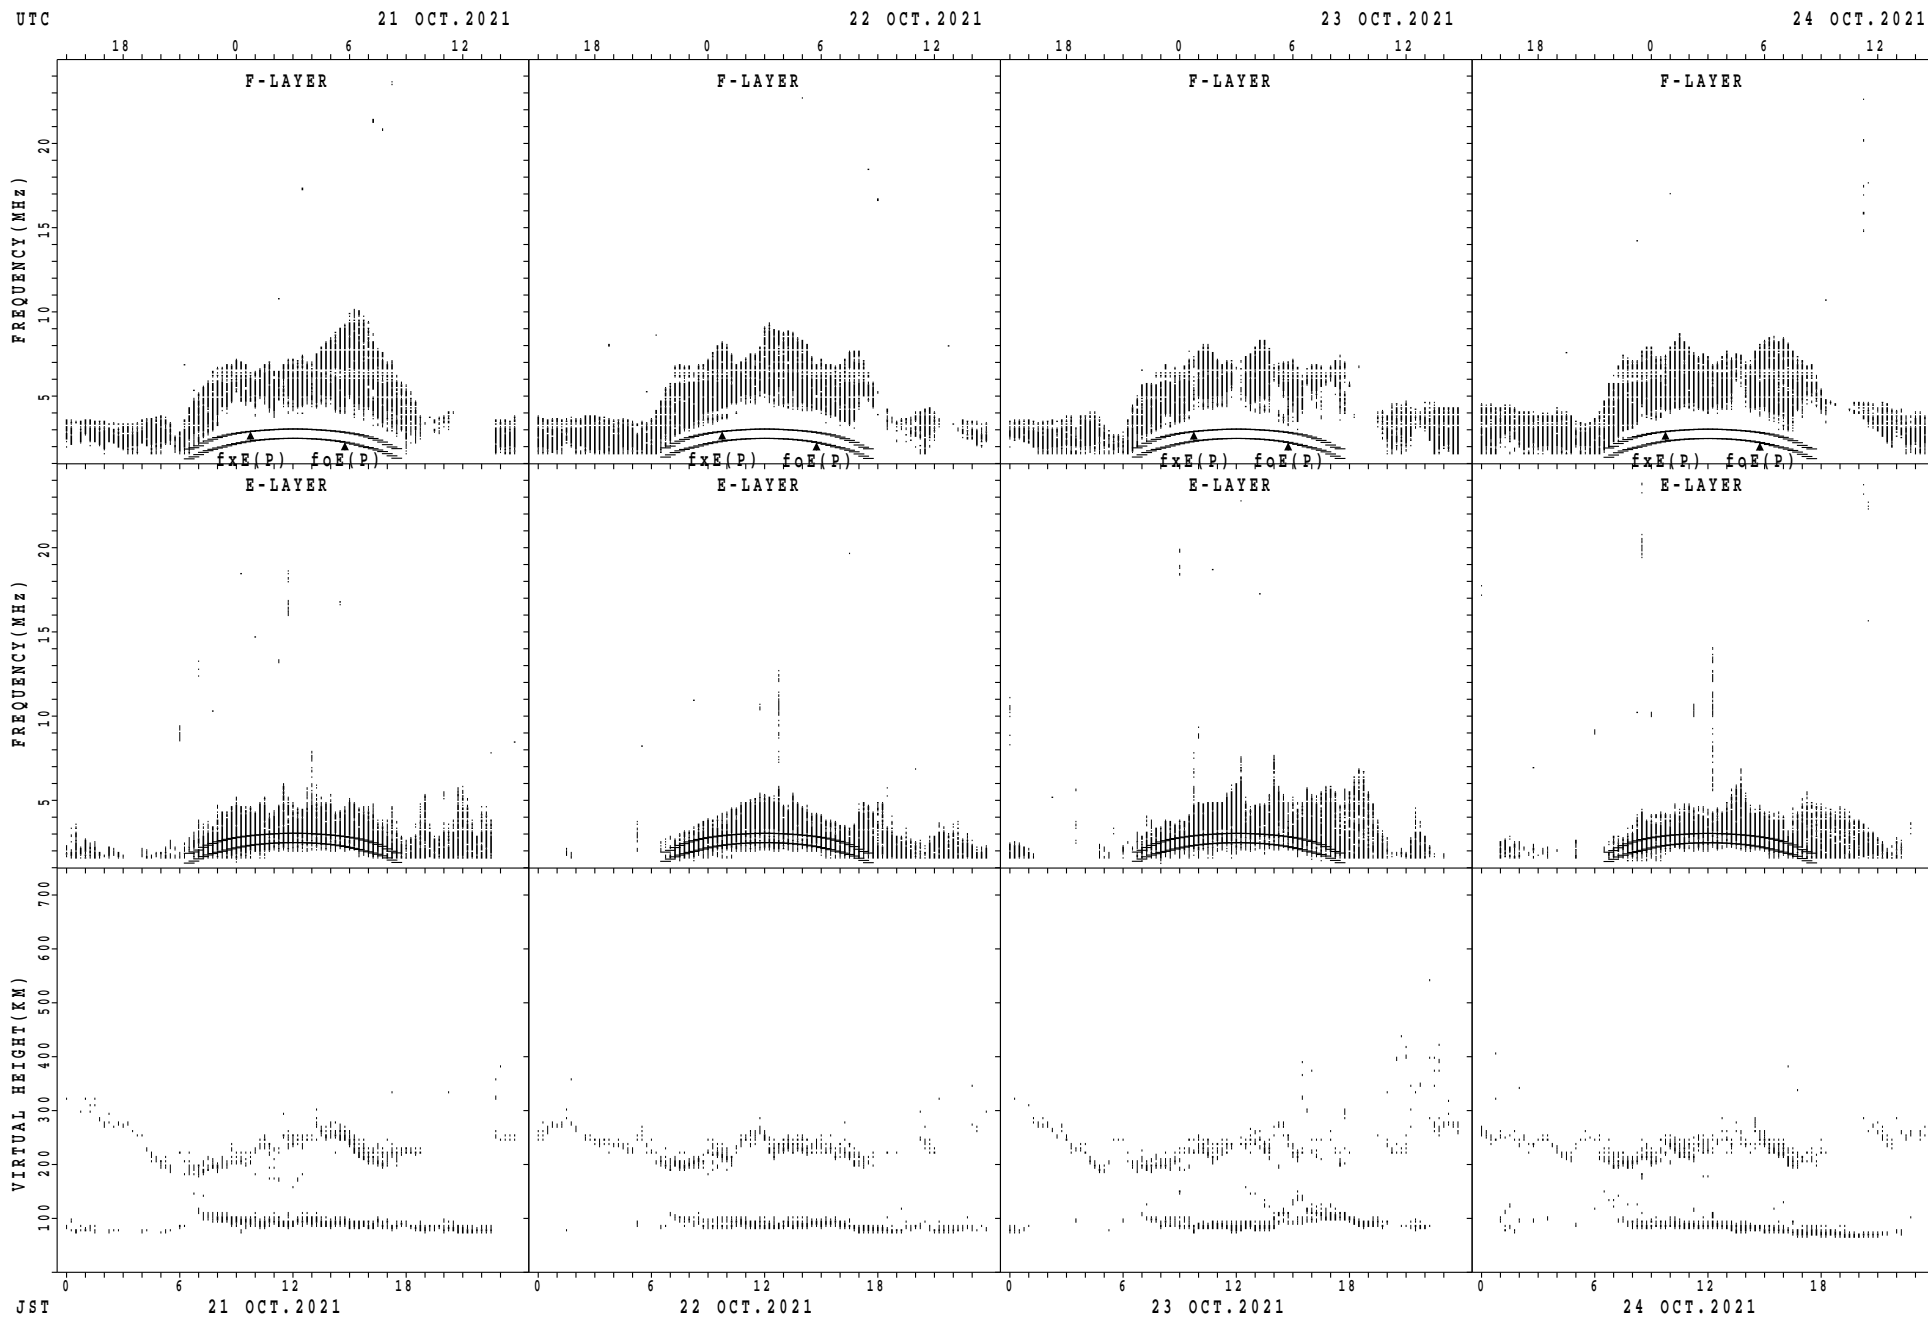 UTC 21 OCT.2021 22 OCT.2021 23 OCT.2021 24 OCT.2021
18 0 6 12 18 0 6 12 18 0 6 12 18 0 6 12
F-LAYER F-LAYER F-LAYER F-LAYER
FREQUENCY(MHz)
20
15
10
5
fxE(P) foE(P) fxE(P) foE(P) fxE(P) foE(P) fxE(P) foE(P)
E-LAYER E-LAYER E-LAYER E-LAYER
FREQUENCY(MHz)
20
15
10
5
VIRTUAL HEIGHT(KM)
700
600
500
400
300
200
100
0 6 12 18 0 6 12 18 0 6 12 18 0 6 12 18
JST 21 OCT.2021 22 OCT.2021 23 OCT.2021 24 OCT.2021